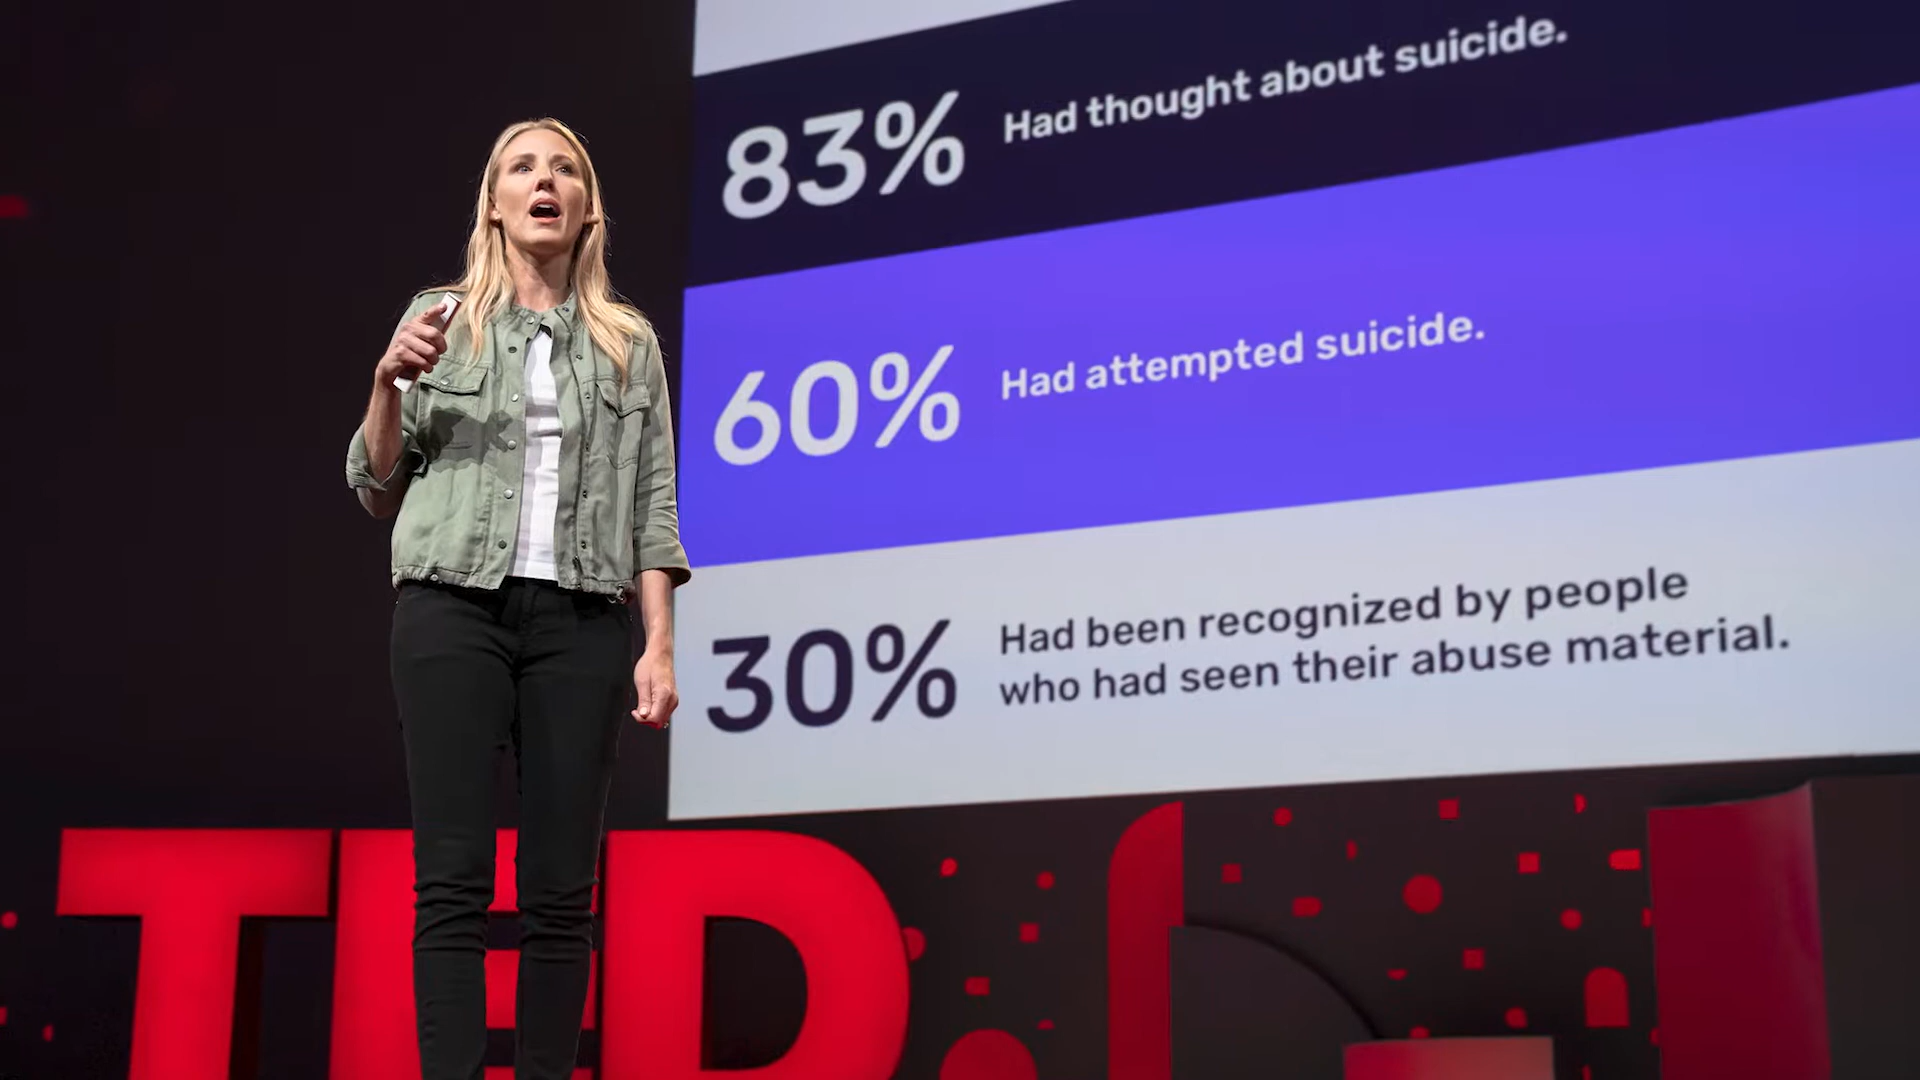 83% Had thought about suicide.
60% Had attempted suicide.
30% Had been recognized by people
who had seen their abuse material.
TED